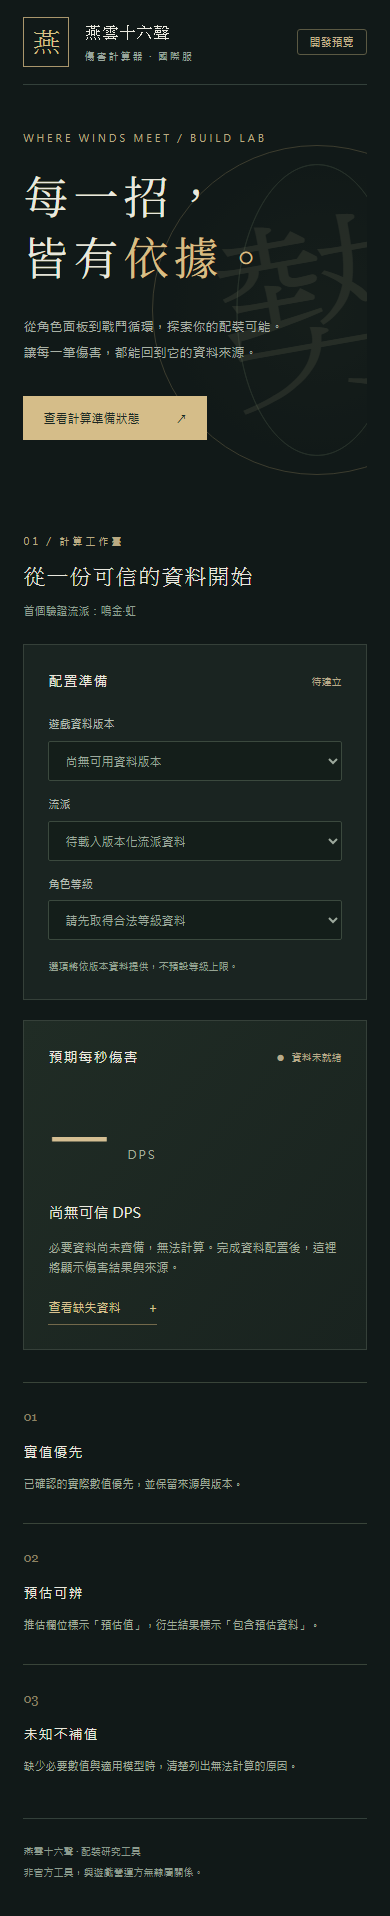 燕
燕雲十六聲
傷害計算器 · 國際服
開發預覽
WHERE WINDS MEET / BUILD LAB
每一招，
皆有依據。
勢
從角色面板到戰鬥循環，探索你的配裝可能。
讓每一筆傷害，都能回到它的資料來源。
查看計算準備狀態 ↗
01 / 計算工作臺
從一份可信的資料開始
首個驗證流派：鳴金·虹
配置準備
待建立
遊戲資料版本
尚無可用資料版本
流派
待載入版本化流派資料
角色等級
請先取得合法等級資料
選項將依版本資料提供，不預設等級上限。
預期每秒傷害
● 資料未就緒
— DPS
尚無可信 DPS
必要資料尚未齊備，無法計算。完成資料配置後，這裡
將顯示傷害結果與來源。
查看缺失資料 +
01
實值優先
已確認的實際數值優先，並保留來源與版本。
02
預估可辨
推估欄位標示「預估值」，衍生結果標示「包含預估資料」。
03
未知不補值
缺少必要數值與適用模型時，清楚列出無法計算的原因。
燕雲十六聲 · 配裝研究工具
非官方工具，與遊戲營運方無隸屬關係。